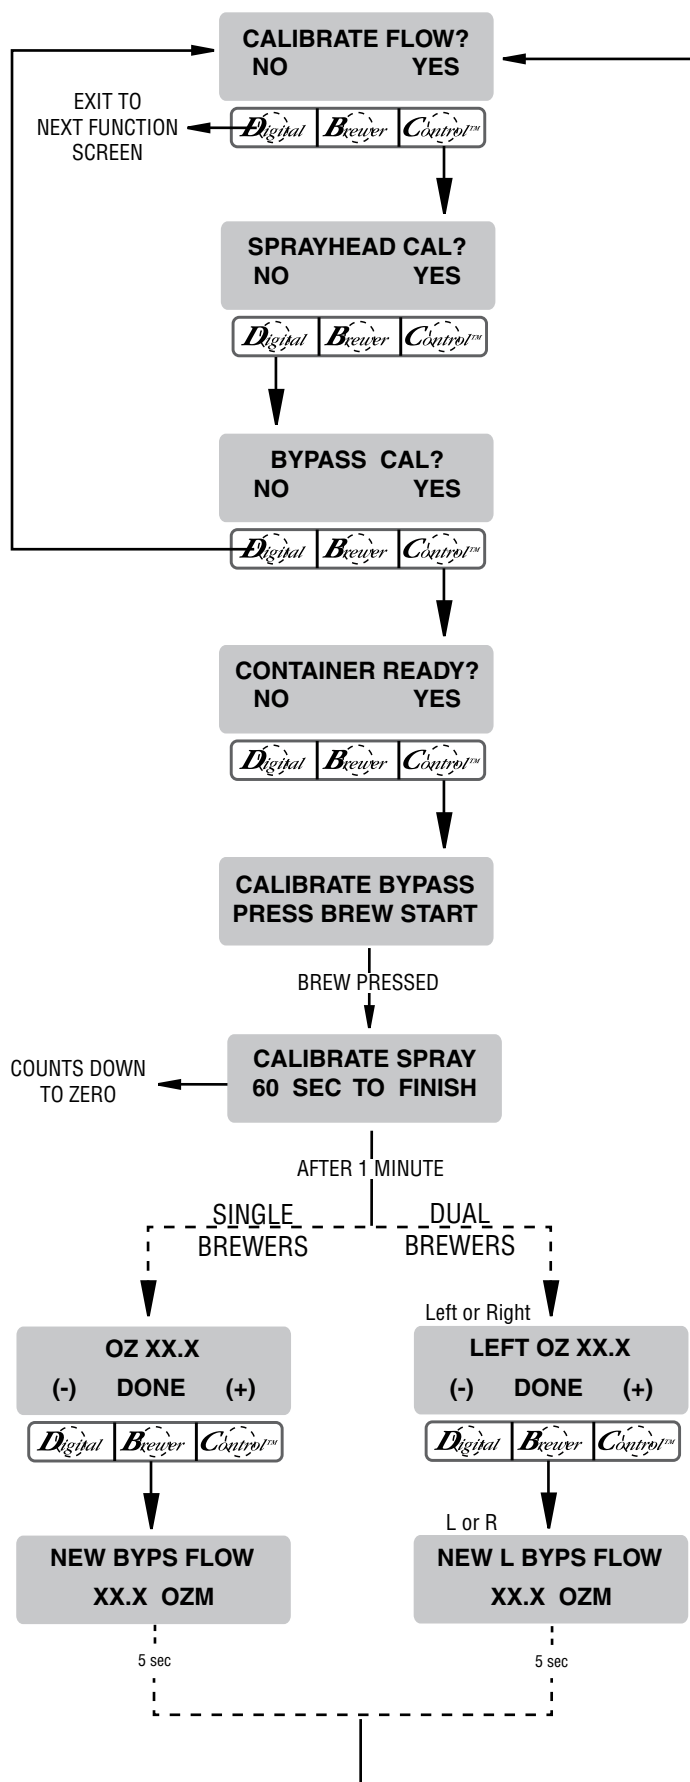 CALIBRATE FLOW?
NO YES
EXIT TO
NEXT FUNCTION
SCREEN
Digital Brewer Control™
SPRAYHEAD CAL?
NO YES
Digital Brewer Control™
BYPASS CAL?
NO YES
Digital Brewer Control™
CONTAINER READY?
NO YES
Digital Brewer Control™
CALIBRATE BYPASS
PRESS BREW START
BREW PRESSED
CALIBRATE SPRAY
60 SEC TO FINISH
COUNTS DOWN
TO ZERO
AFTER 1 MINUTE
SINGLE
BREWERS
DUAL
BREWERS
OZ XX.X
(-) DONE (+)
Digital Brewer Control™
NEW BYPS FLOW
XX.X OZM
5 sec
Left or Right
LEFT OZ XX.X
(-) DONE (+)
Digital Brewer Control™
L or R
NEW L BYPS FLOW
XX.X OZM
5 sec